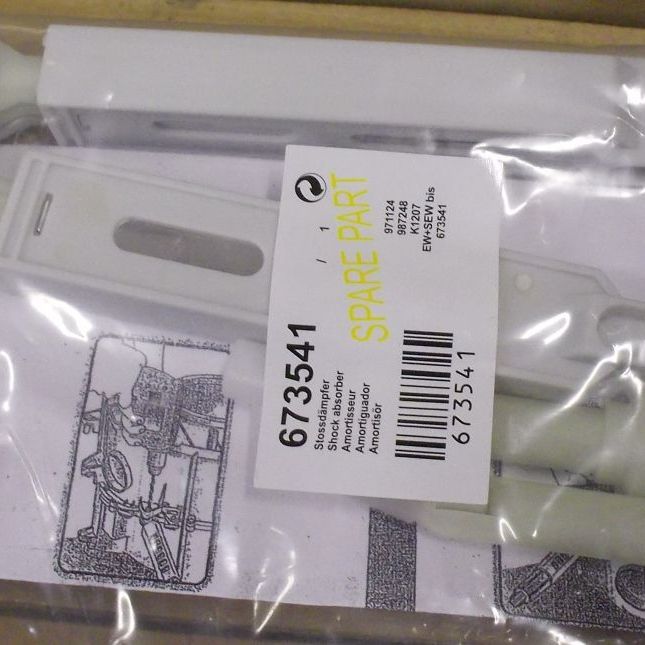 673541 / 1
Stossdämpfer
Shock absorber
Amortisseur
Amortiguador
Amortisör
SPARE PART
971124
987248
K1207
EW+SEW bis
673541
673541